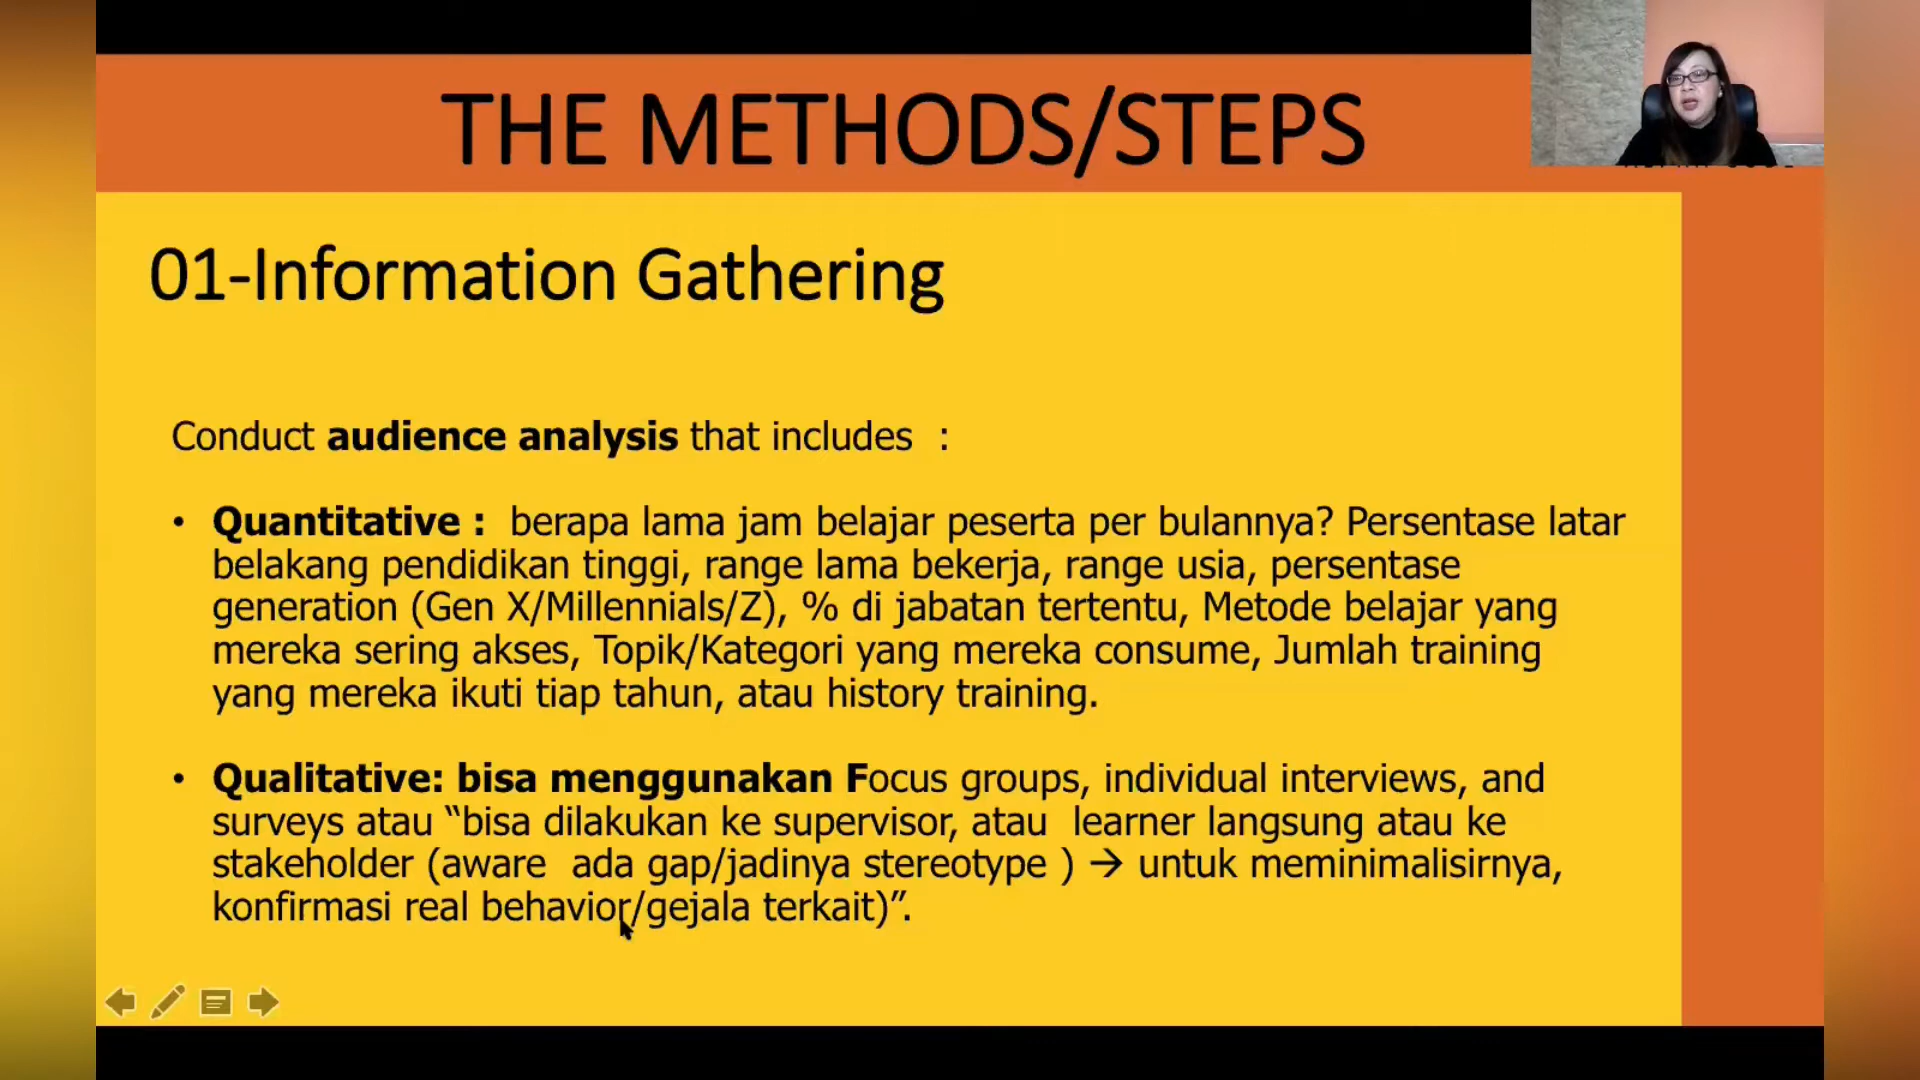 THE METHODS/STEPS
01-Information Gathering
Conduct audience analysis that includes  :
• Quantitative :  berapa lama jam belajar peserta per bulannya? Persentase latar
belakang pendidikan tinggi, range lama bekerja, range usia, persentase
generation (Gen X/Millennials/Z), % di jabatan tertentu, Metode belajar yang
mereka sering akses, Topik/Kategori yang mereka consume, Jumlah training
yang mereka ikuti tiap tahun, atau history training.
• Qualitative: bisa menggunakan Focus groups, individual interviews, and
surveys atau “bisa dilakukan ke supervisor, atau  learner langsung atau ke
stakeholder (aware  ada gap/jadinya stereotype ) → untuk meminimalisirnya,
konfirmasi real behavior/gejala terkait)”.